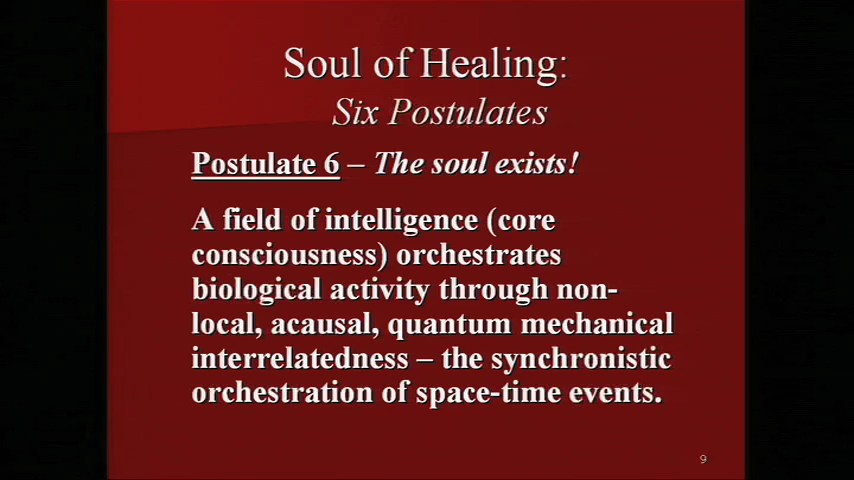 Soul of Healing:
Six Postulates
Postulate 6 – The soul exists!
A field of intelligence (core
consciousness) orchestrates
biological activity through non-
local, acausal, quantum mechanical
interrelatedness – the synchronistic
orchestration of space-time events.
9